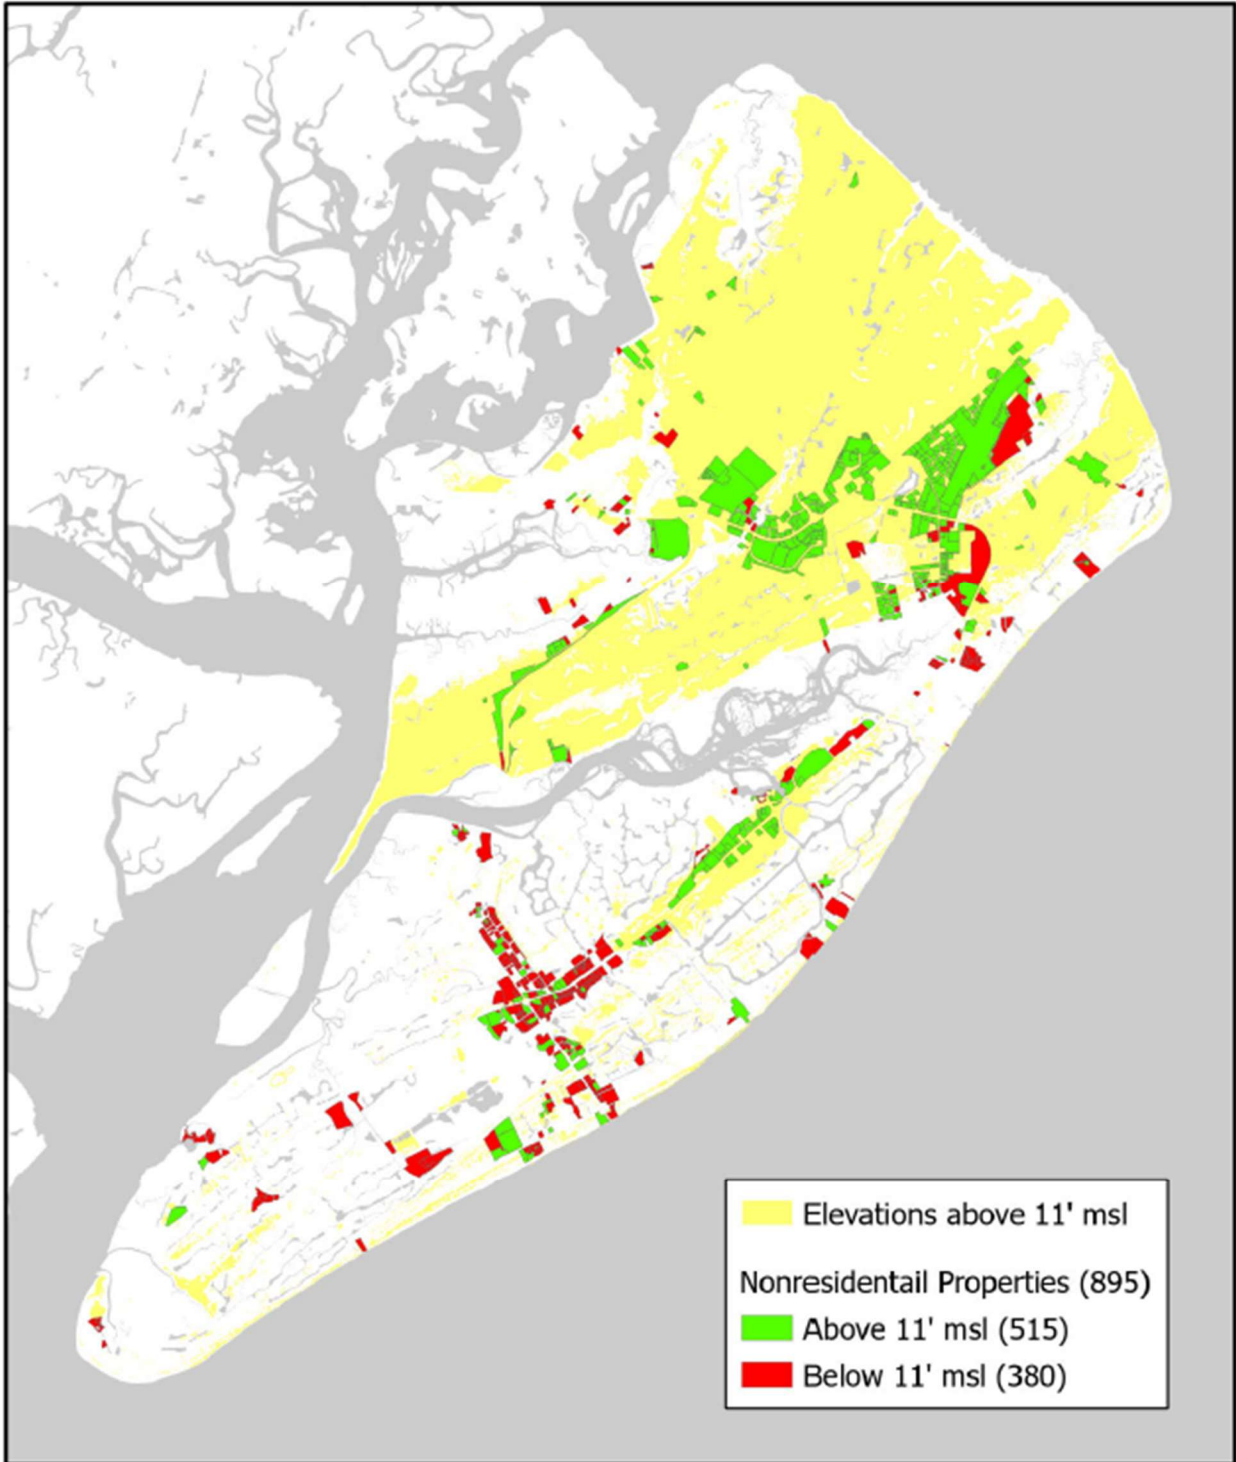 Elevations above 11' msl
Nonresidentail Properties (895)
Above 11' msl (515)
Below 11' msl (380)